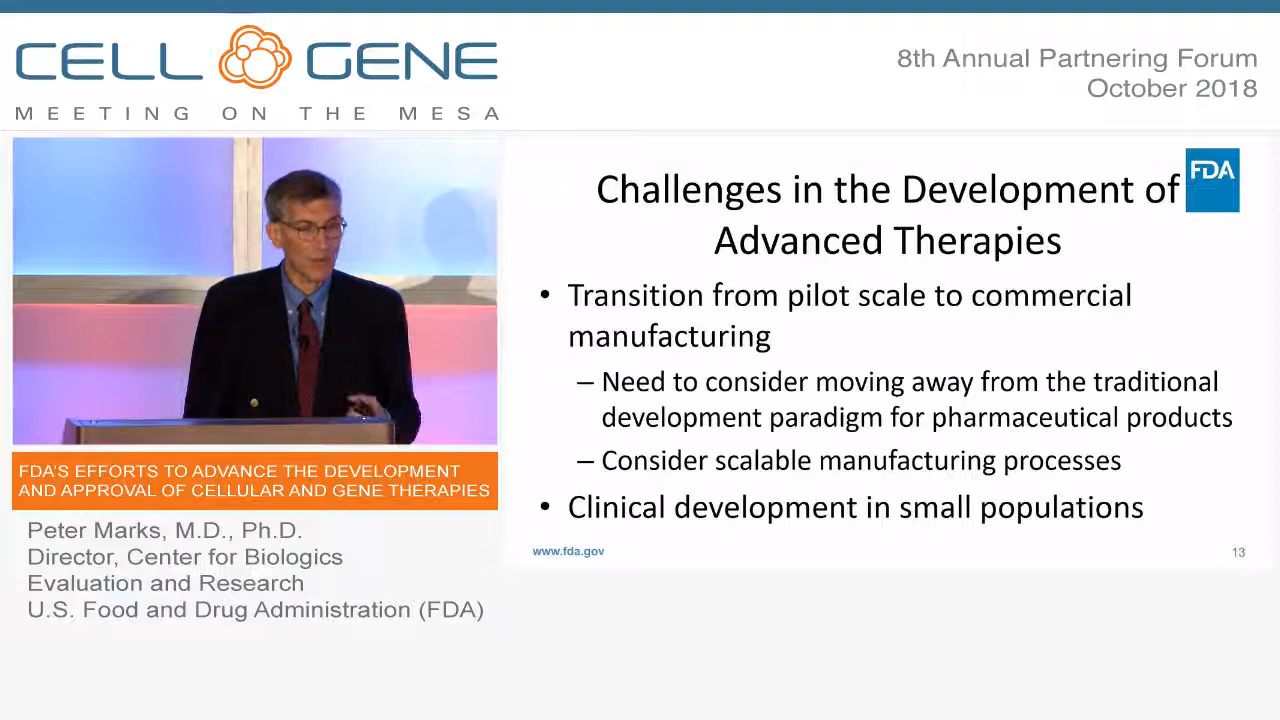 CELL GENE
MEETING ON THE MESA
8th Annual Partnering Forum
October 2018
FDA
Challenges in the Development of
Advanced Therapies
• Transition from pilot scale to commercial
manufacturing
– Need to consider moving away from the traditional
development paradigm for pharmaceutical products
– Consider scalable manufacturing processes
• Clinical development in small populations
www.fda.gov
13
FDA'S EFFORTS TO ADVANCE THE DEVELOPMENT
AND APPROVAL OF CELLULAR AND GENE THERAPIES
Peter Marks, M.D., Ph.D.
Director, Center for Biologics
Evaluation and Research
U.S. Food and Drug Administration (FDA)